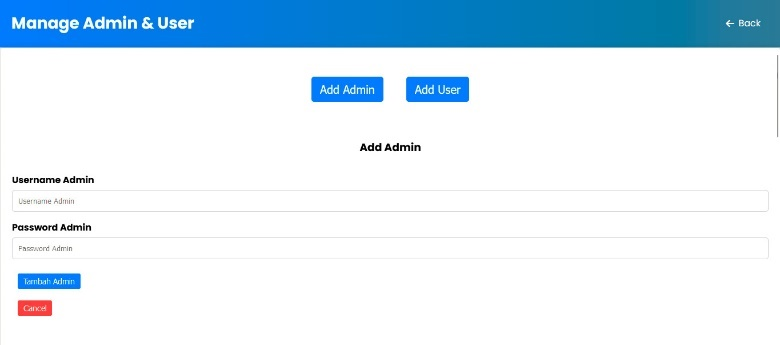 Manage Admin & User
← Back
Add Admin
Add User
Add Admin
Username Admin
Username Admin
Password Admin
Password Admin
Tambah Admin
Cancel